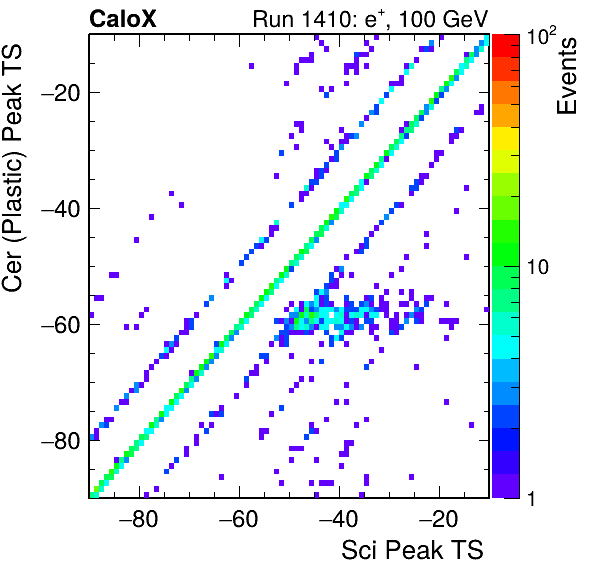 CaloX Run 1410: e⁺, 100 GeV
Cer (Plastic) Peak TS
−20
−40
−60
−80
−80 −60 −40 −20
Sci Peak TS
10²
10
1
Events